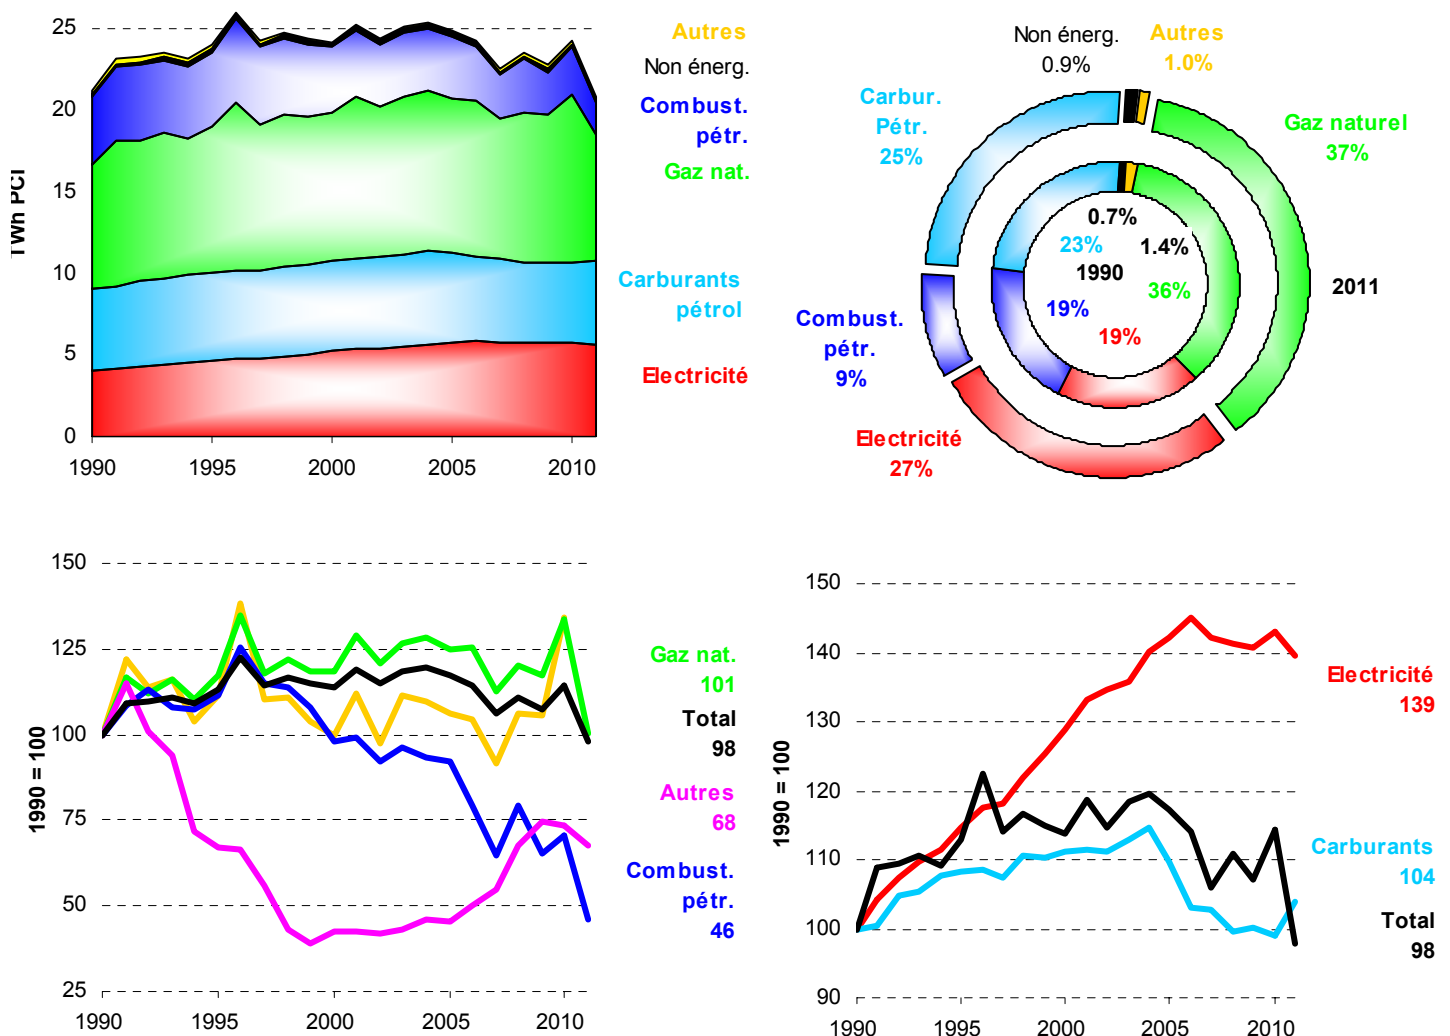 TWh PCI
25
20
15
10
5
0
1990
1995
2000
2005
2010
Autres
Non énerg.
Combust.
pétr.
Gaz nat.
Carburants
pétrol
Electricité
Non énerg.
0.9%
Autres
1.0%
Carbur.
Pétr.
25%
Gaz naturel
37%
0.7%
23%
1.4%
1990
36%
19%
19%
2011
Combust.
pétr.
9%
Electricité
27%
1990 = 100
150
125
100
75
50
25
1990
1995
2000
2005
2010
Gaz nat.
101
Total
98
Autres
68
Combust.
pétr.
46
1990 = 100
150
140
130
120
110
100
90
1990
1995
2000
2005
2010
Electricité
139
Carburants
104
Total
98